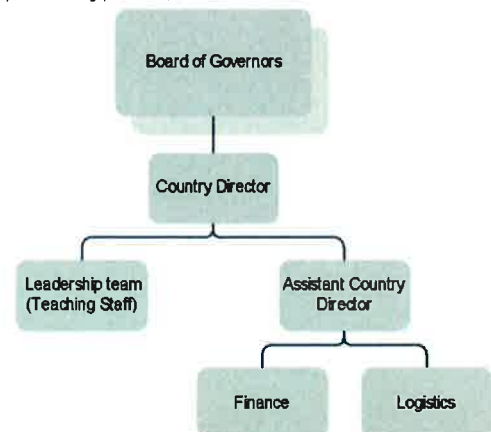 Board of Governors
Country Director
Leadership team
(Teaching Staff)
Assistant Country
Director
Finance
Logistics